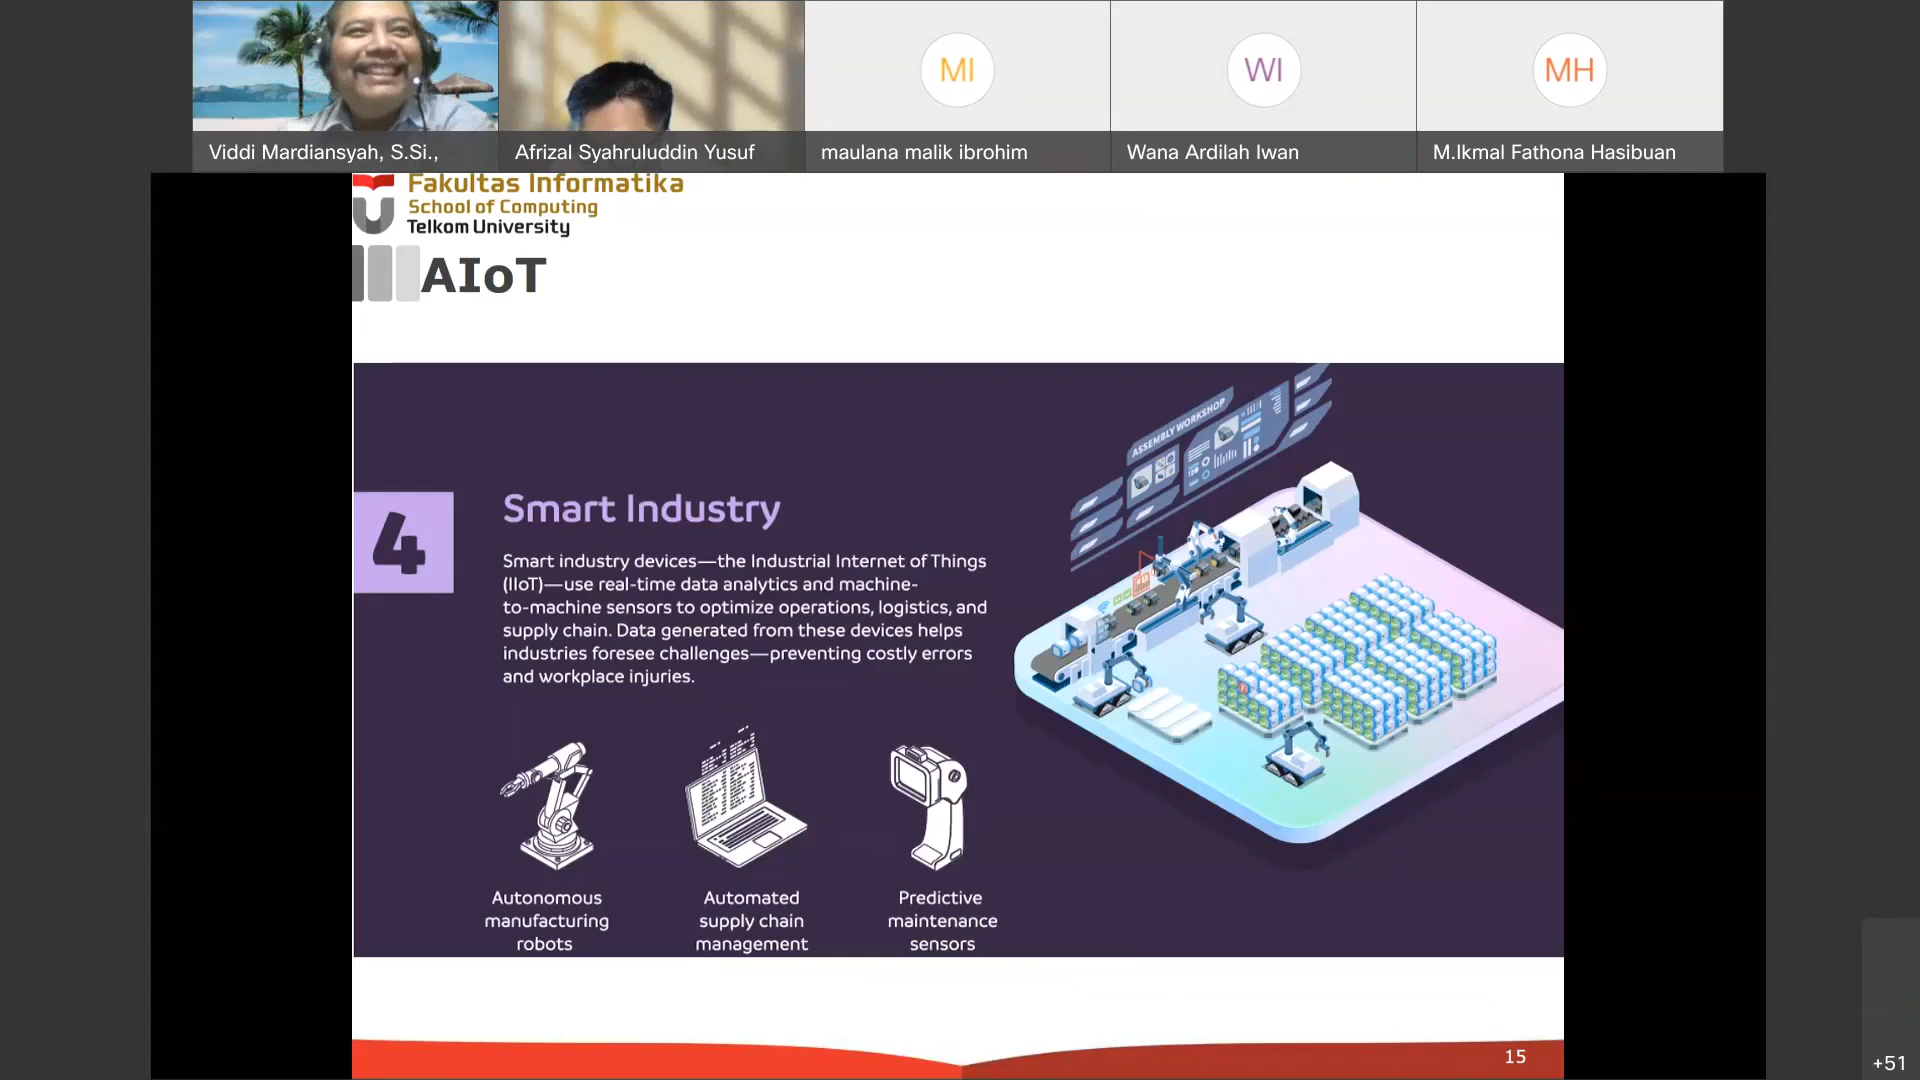 MI
WI
MH
Viddi Mardiansyah, S.Si.,
Afrizal Syahruluddin Yusuf
maulana malik ibrohim
Wana Ardilah Iwan
M.Ikmal Fathona Hasibuan
Fakultas Informatika
School of Computing
Telkom University
AIoT
ASSEMBLY WORKSHOP
4
Smart Industry
Smart industry devices—the Industrial Internet of Things
(IIoT)—use real-time data analytics and machine-
to-machine sensors to optimize operations, logistics, and
supply chain. Data generated from these devices helps
industries foresee challenges—preventing costly errors
and workplace injuries.
Autonomous
manufacturing
robots
Automated
supply chain
management
Predictive
maintenance
sensors
15
+51